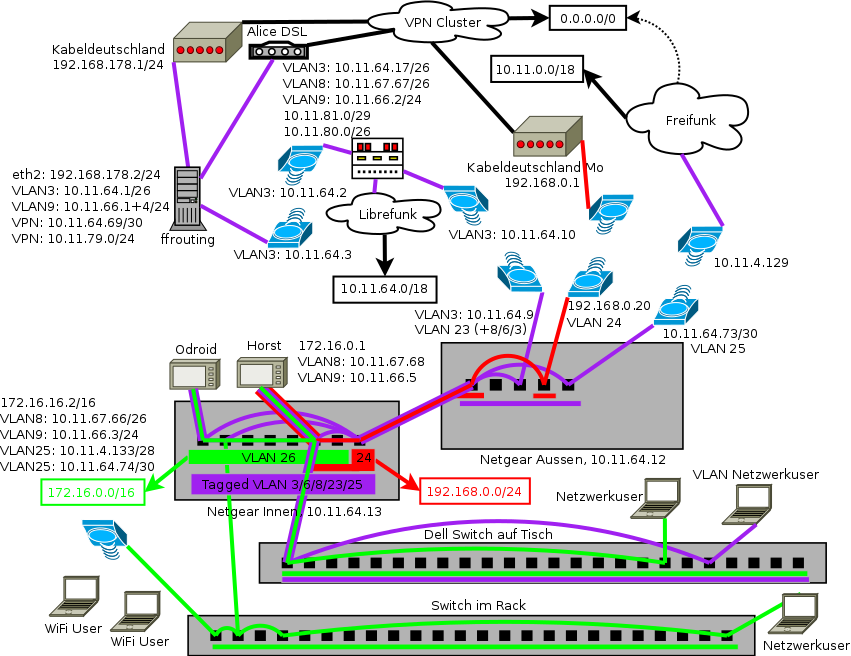 VPN Cluster
0.0.0.0/0
Alice DSL
Kabeldeutschland
192.168.178.1/24
VLAN3: 10.11.64.17/26
VLAN8: 10.11.67.67/26
VLAN9: 10.11.66.2/24
10.11.81.0/29
10.11.80.0/26
10.11.0.0/18
Freifunk
Kabeldeutschland Mo
192.168.0.1
eth2: 192.168.178.2/24
VLAN3: 10.11.64.1/26
VLAN9: 10.11.66.1+4/24
VPN: 10.11.64.69/30
VPN: 10.11.79.0/24
ffrouting
VLAN3: 10.11.64.2
Librefunk
VLAN3: 10.11.64.3
VLAN3: 10.11.64.10
10.11.4.129
10.11.64.0/18
VLAN3: 10.11.64.9
VLAN 23 (+8/6/3)
192.168.0.20
VLAN 24
10.11.64.73/30
VLAN 25
Odroid
Horst
172.16.0.1
VLAN8: 10.11.67.68
VLAN9: 10.11.66.5
172.16.16.2/16
VLAN8: 10.11.67.66/26
VLAN9: 10.11.66.3/24
VLAN25: 10.11.4.133/28
VLAN25: 10.11.64.74/30
VLAN 26
24
Tagged VLAN 3/6/8/23/25
172.16.0.0/16
192.168.0.0/24
Netgear Innen, 10.11.64.13
Netgear Aussen, 10.11.64.12
Netzwerkuser
VLAN Netzwerkuser
Dell Switch auf Tisch
WiFi User
WiFi User
Switch im Rack
Netzwerkuser